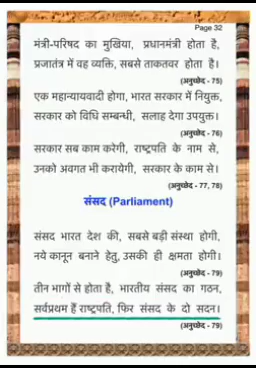 Page 32
मंत्री-परिषद का मुखिया, प्रधानमंत्री होता है,
प्रजातंत्र में वह व्यक्ति, सबसे ताकतवर होता है।
(अनुच्छेद - 75)
एक महान्यायवादी होगा, भारत सरकार में नियुक्त,
सरकार को विधि सम्बन्धी, सलाह देगा उपयुक्त।
(अनुच्छेद - 76)
सरकार सब काम करेगी, राष्ट्रपति के नाम से,
उनको अवगत भी करायेगी, सरकार के काम से।
(अनुच्छेद - 77, 78)
संसद (Parliament)
संसद भारत देश की, सबसे बड़ी संस्था होगी,
नये कानून बनाने हेतु, उसकी ही क्षमता होगी।
(अनुच्छेद - 79)
तीन भागों से होता है, भारतीय संसद का गठन,
सर्वप्रथम हैं राष्ट्रपति, फिर संसद के दो सदन।
(अनुच्छेद - 79)